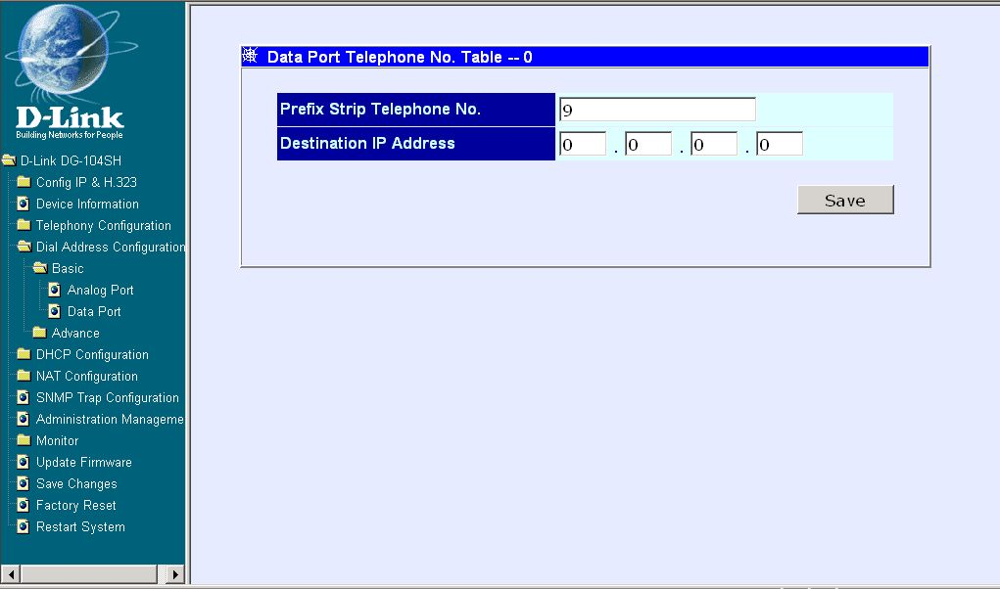 D-Link
Building Networks for People
D-Link DG-104SH
Config IP & H.323
Device Information
Telephony Configuration
Dial Address Configuration
Basic
Analog Port
Data Port
Advance
DHCP Configuration
NAT Configuration
SNMP Trap Configuration
Administration Manageme
Monitor
Update Firmware
Save Changes
Factory Reset
Restart System
Data Port Telephone No. Table -- 0
Prefix Strip Telephone No. 9
Destination IP Address 0 . 0 . 0 . 0
Save